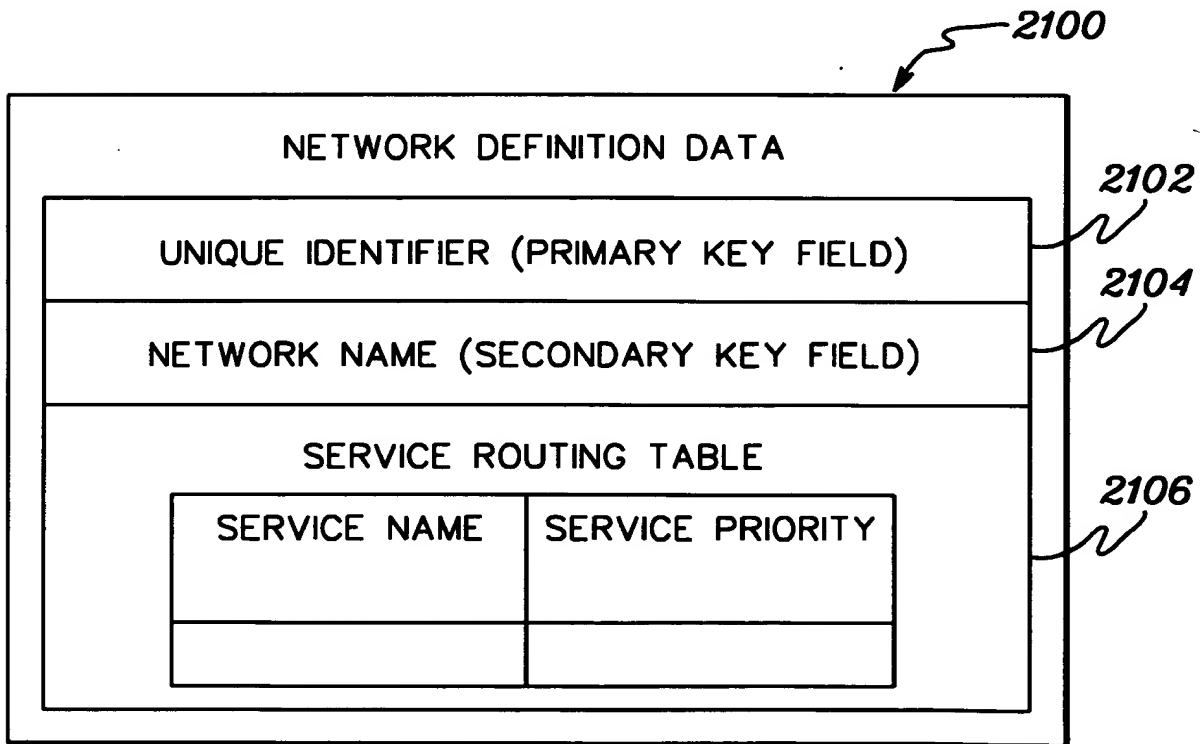 2100
NETWORK DEFINITION DATA
2102
UNIQUE IDENTIFIER (PRIMARY KEY FIELD)
2104
NETWORK NAME (SECONDARY KEY FIELD)
SERVICE ROUTING TABLE
2106
SERVICE NAME
SERVICE PRIORITY